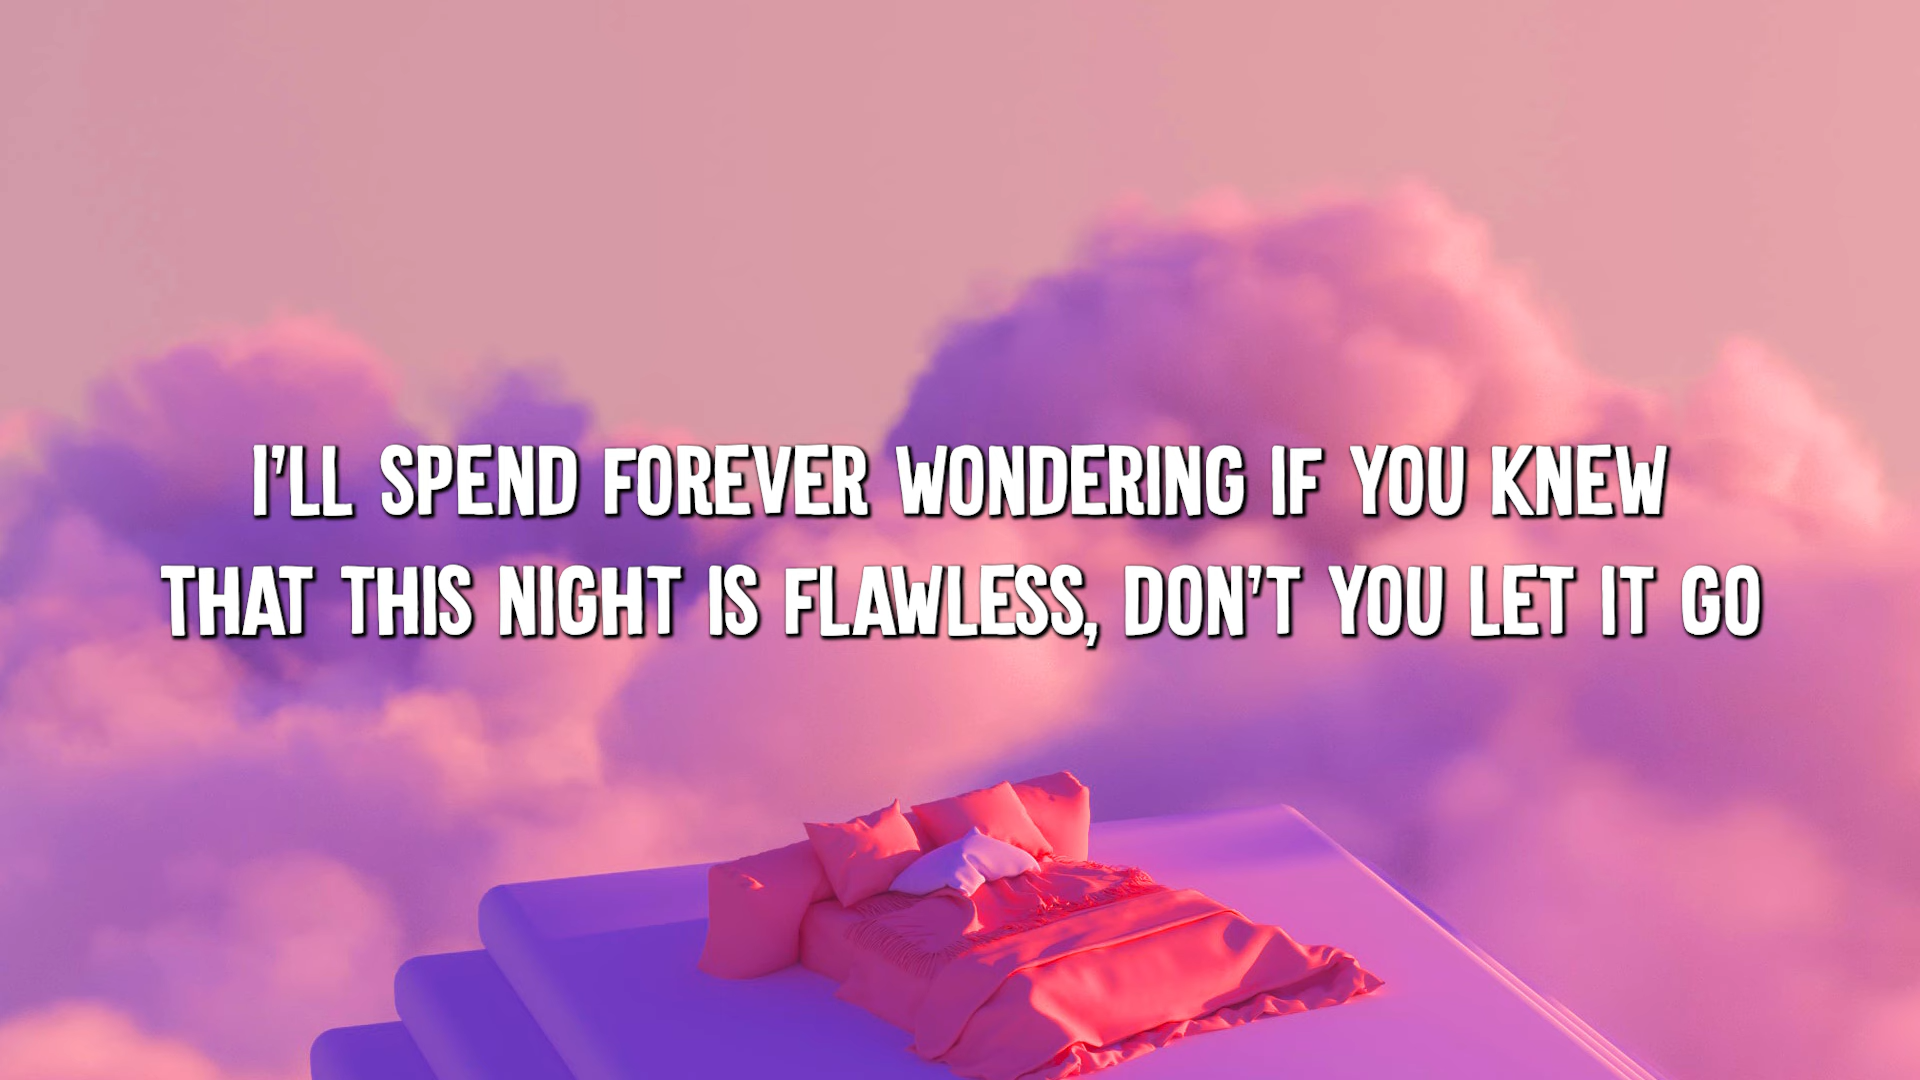 I'LL SPEND FOREVER WONDERING IF YOU KNEW
THAT THIS NIGHT IS FLAWLESS, DON'T YOU LET IT GO